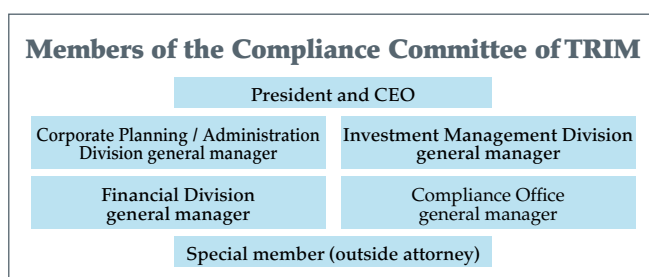 Members of the Compliance Committee of TRIM
President and CEO
Corporate Planning / Administration
Division general manager
Investment Management Division
general manager
Financial Division
general manager
Compliance Office
general manager
Special member (outside attorney)